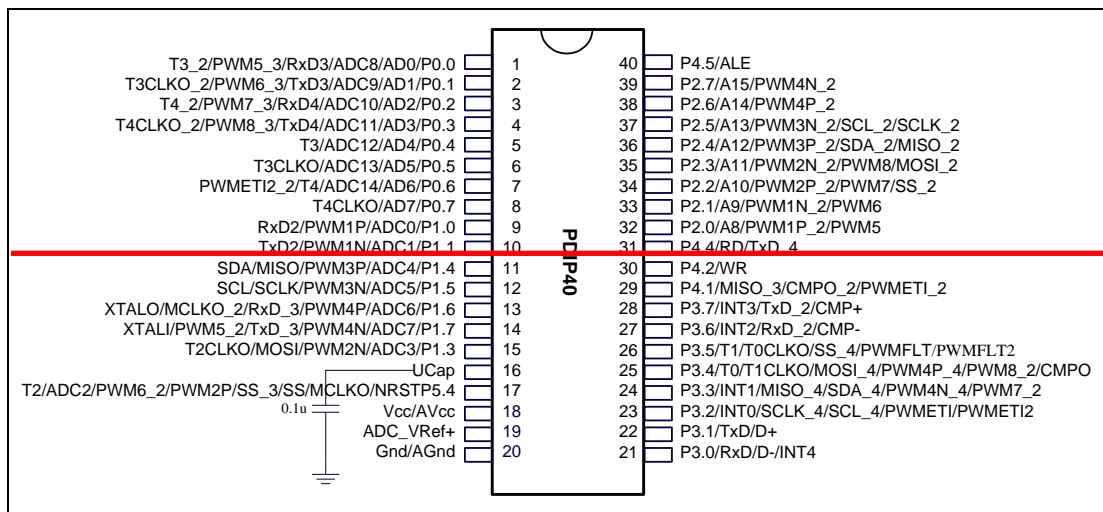 T3_2/PWM5_3/RxD3/ADC8/AD0/P0.0 1 40 P4.5/ALE
T3CLKO_2/PWM6_3/TxD3/ADC9/AD1/P0.1 2 39 P2.7/A15/PWM4N_2
T4_2/PWM7_3/RxD4/ADC10/AD2/P0.2 3 38 P2.6/A14/PWM4P_2
T4CLKO_2/PWM8_3/TxD4/ADC11/AD3/P0.3 4 37 P2.5/A13/PWM3N_2/SCL_2/SCLK_2
T3/ADC12/AD4/P0.4 5 36 P2.4/A12/PWM3P_2/SDA_2/MISO_2
T3CLKO/ADC13/AD5/P0.5 6 35 P2.3/A11/PWM2N_2/PWM8/MOSI_2
PWMETI2_2/T4/ADC14/AD6/P0.6 7 34 P2.2/A10/PWM2P_2/PWM7/SS_2
T4CLKO/AD7/P0.7 8 33 P2.1/A9/PWM1N_2/PWM6
RxD2/PWM1P/ADC0/P1.0 9 32 P2.0/A8/PWM1P_2/PWM5
TxD2/PWM1N/ADC1/P1.1 10 31 P4.4/RD/TxD_4
PDIP40
SDA/MISO/PWM3P/ADC4/P1.4 11 30 P4.2/WR
SCL/SCLK/PWM3N/ADC5/P1.5 12 29 P4.1/MISO_3/CMPO_2/PWMETI_2
XTALO/MCLKO_2/RxD_3/PWM4P/ADC6/P1.6 13 28 P3.7/INT3/TxD_2/CMP+
XTALI/PWM5_2/TxD_3/PWM4N/ADC7/P1.7 14 27 P3.6/INT2/RxD_2/CMP-
T2CLKO/MOSI/PWM2N/ADC3/P1.3 15 26 P3.5/T1/T0CLKO/SS_4/PWMFLT/PWMFLT2
UCap 16 25 P3.4/T0/T1CLKO/MOSI_4/PWM4P_4/PWM8_2/CMPO
T2/ADC2/PWM6_2/PWM2P/SS_3/SS/MCLKO/NRSTP5.4 17 24 P3.3/INT1/MISO_4/SDA_4/PWM4N_4/PWM7_2
0.1u
Vcc/AVcc 18 23 P3.2/INT0/SCLK_4/SCL_4/PWMETI/PWMETI2
ADC_VRef+ 19 22 P3.1/TxD/D+
Gnd/AGnd 20 21 P3.0/RxD/D-/INT4